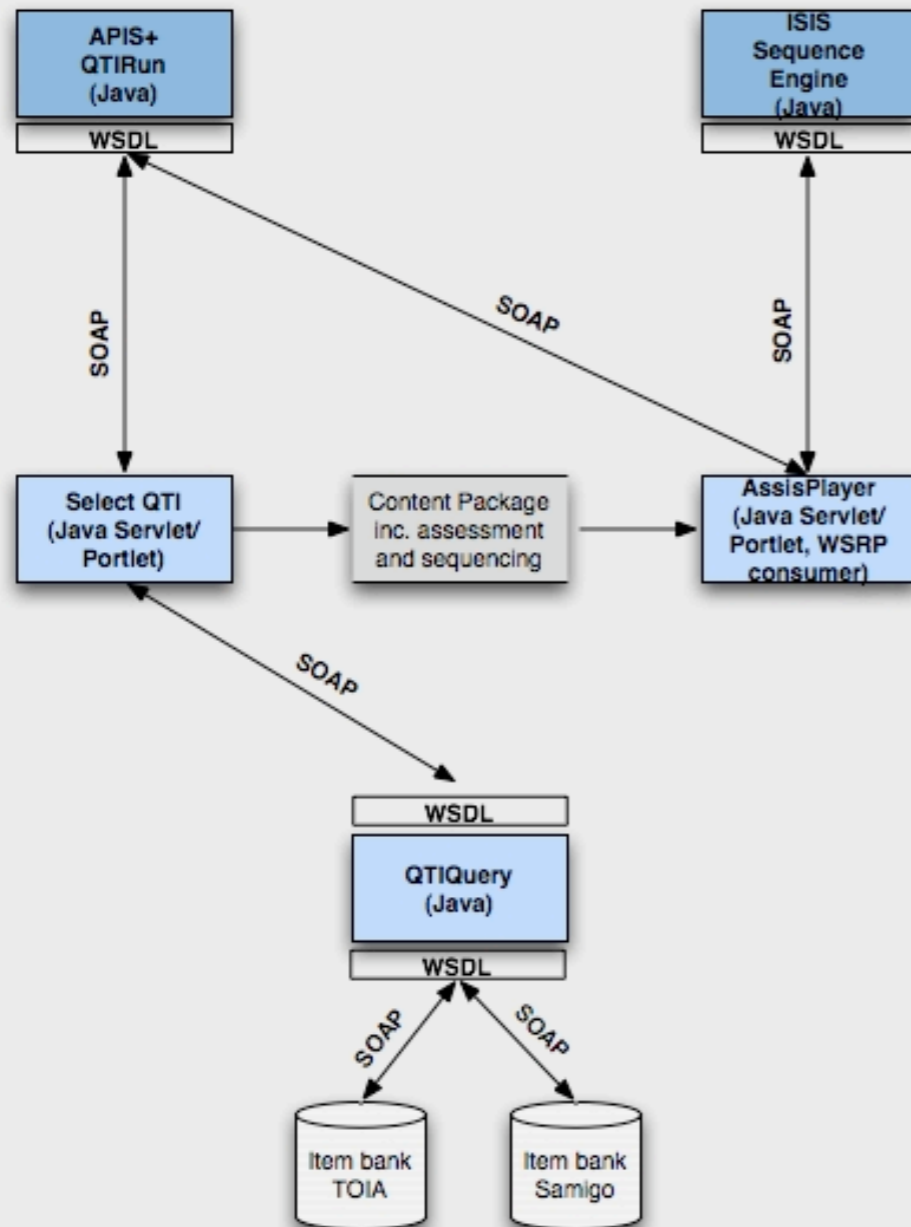 APIS+
QTIRun
(Java)
WSDL
ISIS
Sequence
Engine
(Java)
WSDL
SOAP
SOAP
SOAP
Select QTI
(Java Servlet/
Portlet)
Content Package
inc. assessment
and sequencing
AssisPlayer
(Java Servlet/
Portlet, WSRP
consumer)
SOAP
WSDL
QTIQuery
(Java)
WSDL
SOAP
SOAP
Item bank
TOIA
Item bank
Samigo